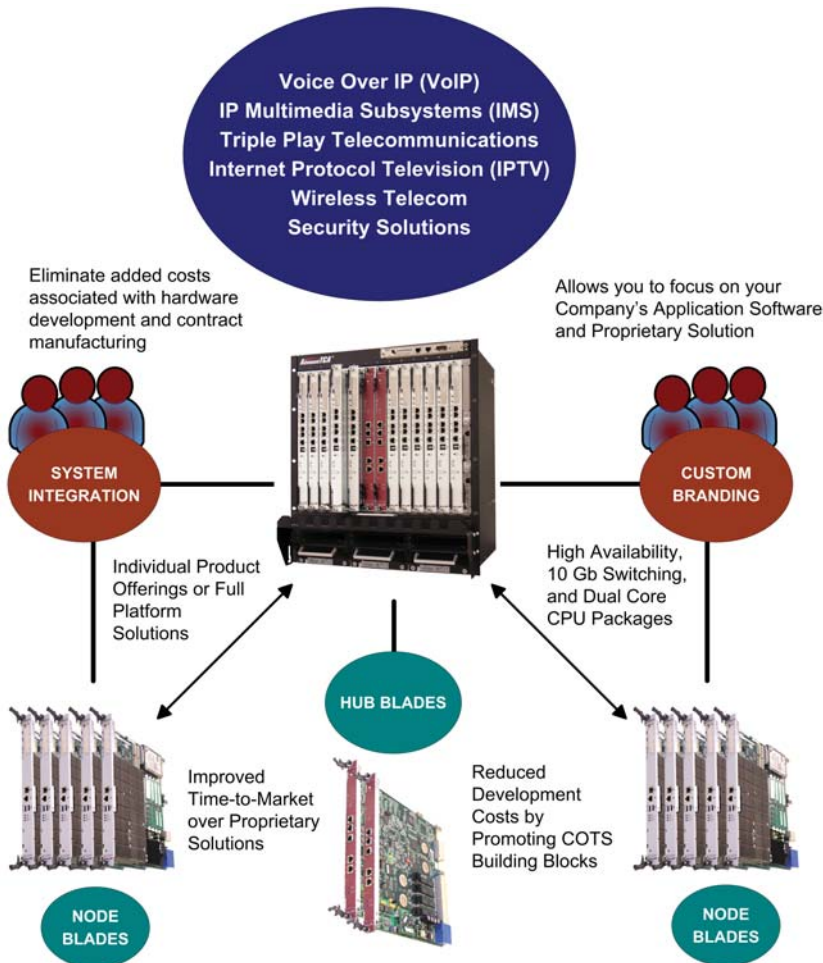 Voice Over IP (VoIP)
IP Multimedia Subsystems (IMS)
Triple Play Telecommunications
Internet Protocol Television (IPTV)
Wireless Telecom
Security Solutions
Eliminate added costs
associated with hardware
development and contract
manufacturing
Allows you to focus on your
Company's Application Software
and Proprietary Solution
AdvancedTCA
SYSTEM
INTEGRATION
CUSTOM
BRANDING
Individual Product
Offerings or Full
Platform
Solutions
High Availability,
10 Gb Switching,
and Dual Core
CPU Packages
HUB BLADES
Improved
Time-to-Market
over Proprietary
Solutions
Reduced
Development
Costs by
Promoting COTS
Building Blocks
NODE
BLADES
NODE
BLADES